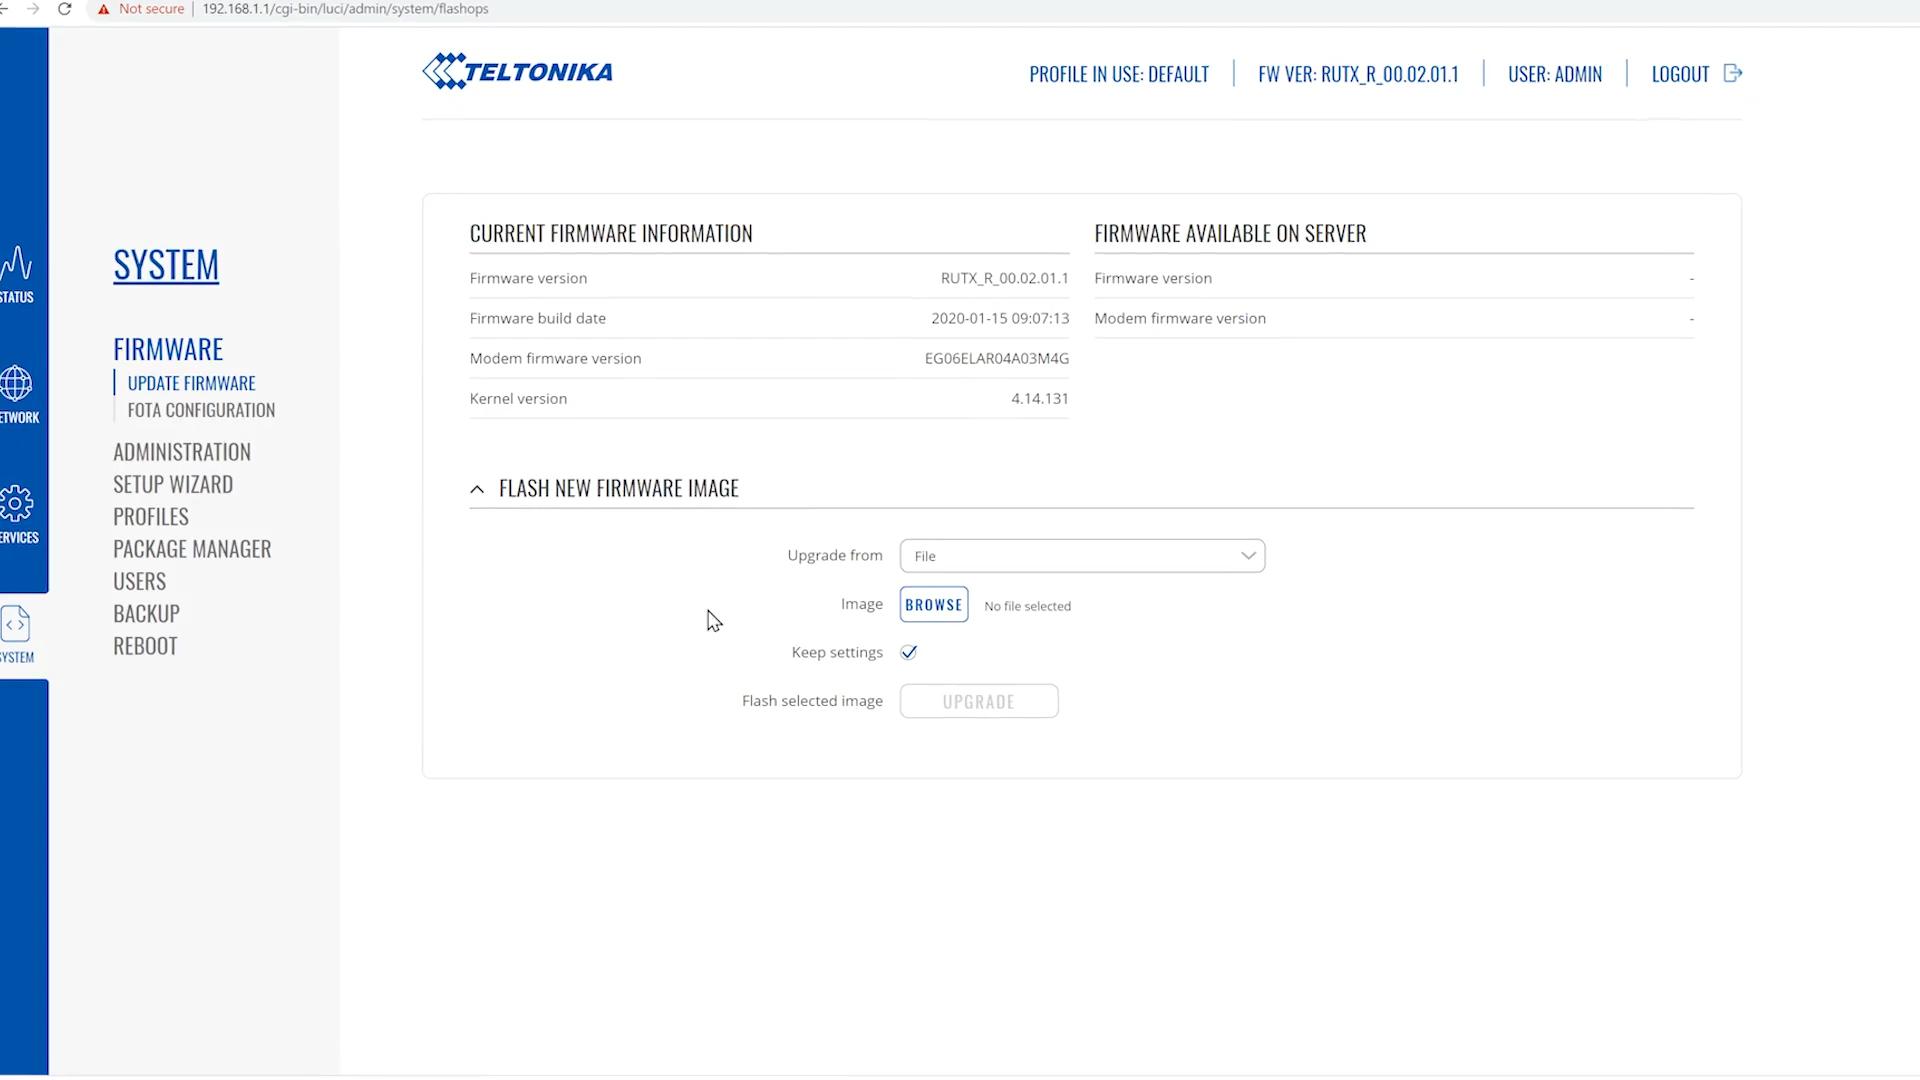 Not secure | 192.168.1.1/cgi-bin/luci/admin/system/flashops
TELTONIKA
PROFILE IN USE: DEFAULT
FW VER: RUTX_R_00.02.01.1
USER: ADMIN
LOGOUT
STATUS
NETWORK
SERVICES
SYSTEM
SYSTEM
FIRMWARE
UPDATE FIRMWARE
FOTA CONFIGURATION
ADMINISTRATION
SETUP WIZARD
PROFILES
PACKAGE MANAGER
USERS
BACKUP
REBOOT
CURRENT FIRMWARE INFORMATION
Firmware version RUTX_R_00.02.01.1
Firmware build date 2020-01-15 09:07:13
Modem firmware version EG06ELAR04A03M4G
Kernel version 4.14.131
FIRMWARE AVAILABLE ON SERVER
Firmware version -
Modem firmware version -
FLASH NEW FIRMWARE IMAGE
Upgrade from File
Image BROWSE No file selected
Keep settings
Flash selected image UPGRADE